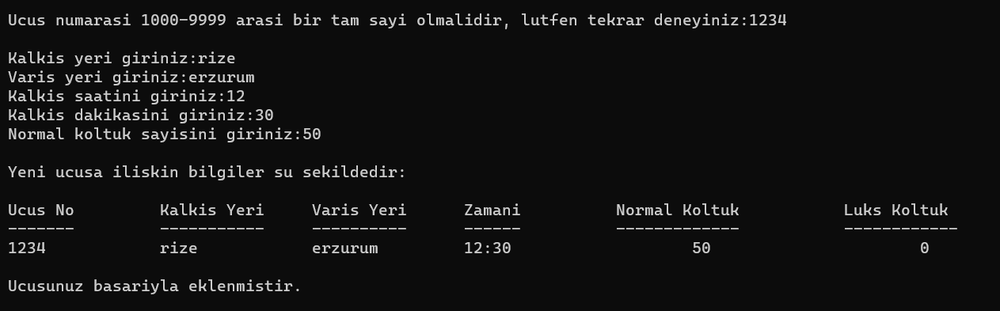 Ucus numarasi 1000-9999 arasi bir tam sayi olmalidir, lutfen tekrar deneyiniz:1234
Kalkis yeri giriniz:rize
Varis yeri giriniz:erzurum
Kalkis saatini giriniz:12
Kalkis dakikasini giriniz:30
Normal koltuk sayisini giriniz:50
Yeni ucusa iliskin bilgiler su sekildedir:
Ucus No         Kalkis Yeri     Varis Yeri      Zamani          Normal Koltuk           Luks Koltuk
-------         -----------     ----------      ------          -------------           ------------
1234            rize            erzurum         12:30                   50                      0
Ucusunuz basariyla eklenmistir.